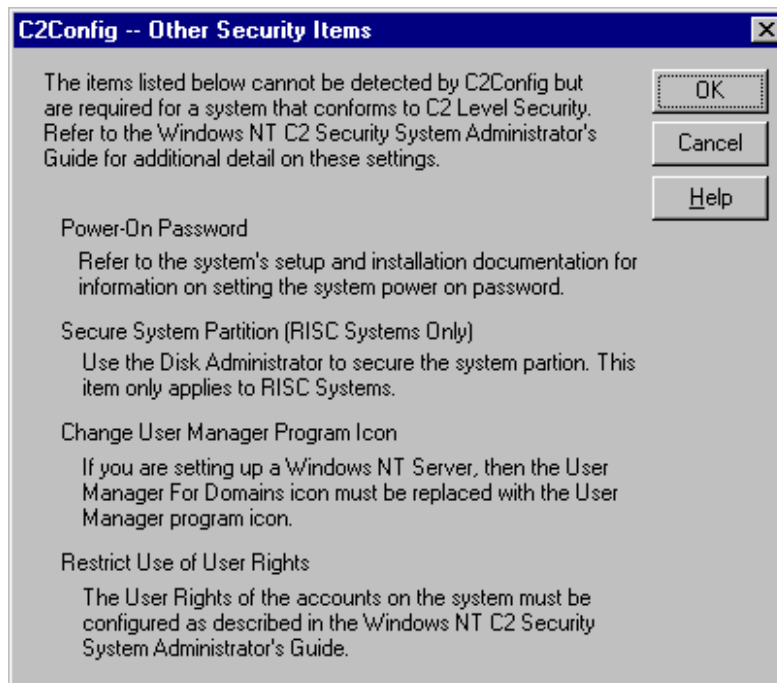 C2Config -- Other Security Items
The items listed below cannot be detected by C2Config but
are required for a system that conforms to C2 Level Security.
Refer to the Windows NT C2 Security System Administrator's
Guide for additional detail on these settings.
OK
Cancel
Help
Power-On Password
Refer to the system's setup and installation documentation for
information on setting the system power on password.
Secure System Partition (RISC Systems Only)
Use the Disk Administrator to secure the system partion. This
item only applies to RISC Systems.
Change User Manager Program Icon
If you are setting up a Windows NT Server, then the User
Manager For Domains icon must be replaced with the User
Manager program icon.
Restrict Use of User Rights
The User Rights of the accounts on the system must be
configured as described in the Windows NT C2 Security
System Administrator's Guide.